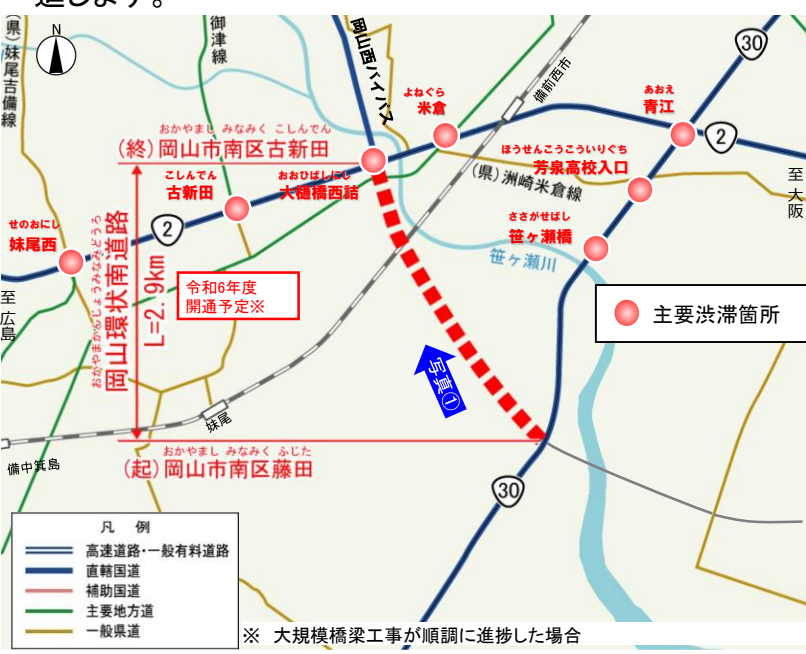 進します。
(県)妹尾吉備線
N
御津線
岡山西バイパス
よねぐら
米倉
備前西市
30
あおえ
青江
2
おかやまし みなみく こしんでん
(終)岡山市南区古新田
ほうせんこうこういりぐち
芳泉高校入口
(県)洲崎米倉線
至大阪
こしんでん
古新田
おおひばしにし
大樋橋西詰
せのおにし
妹尾西
2
ささがせばし
笹ヶ瀬橋
笹ヶ瀬川
至広島
おかやまかんじょうみなみどうろ
岡山環状南道路
L=2.9km
令和6年度
開通予定※
主要渋滞箇所
写真①
妹尾
備中箕島
おかやまし みなみく ふじた
(起)岡山市南区藤田
30
凡 例
高速道路・一般有料道路
直轄国道
補助国道
主要地方道
一般県道
※ 大規模橋梁工事が順調に進捗した場合